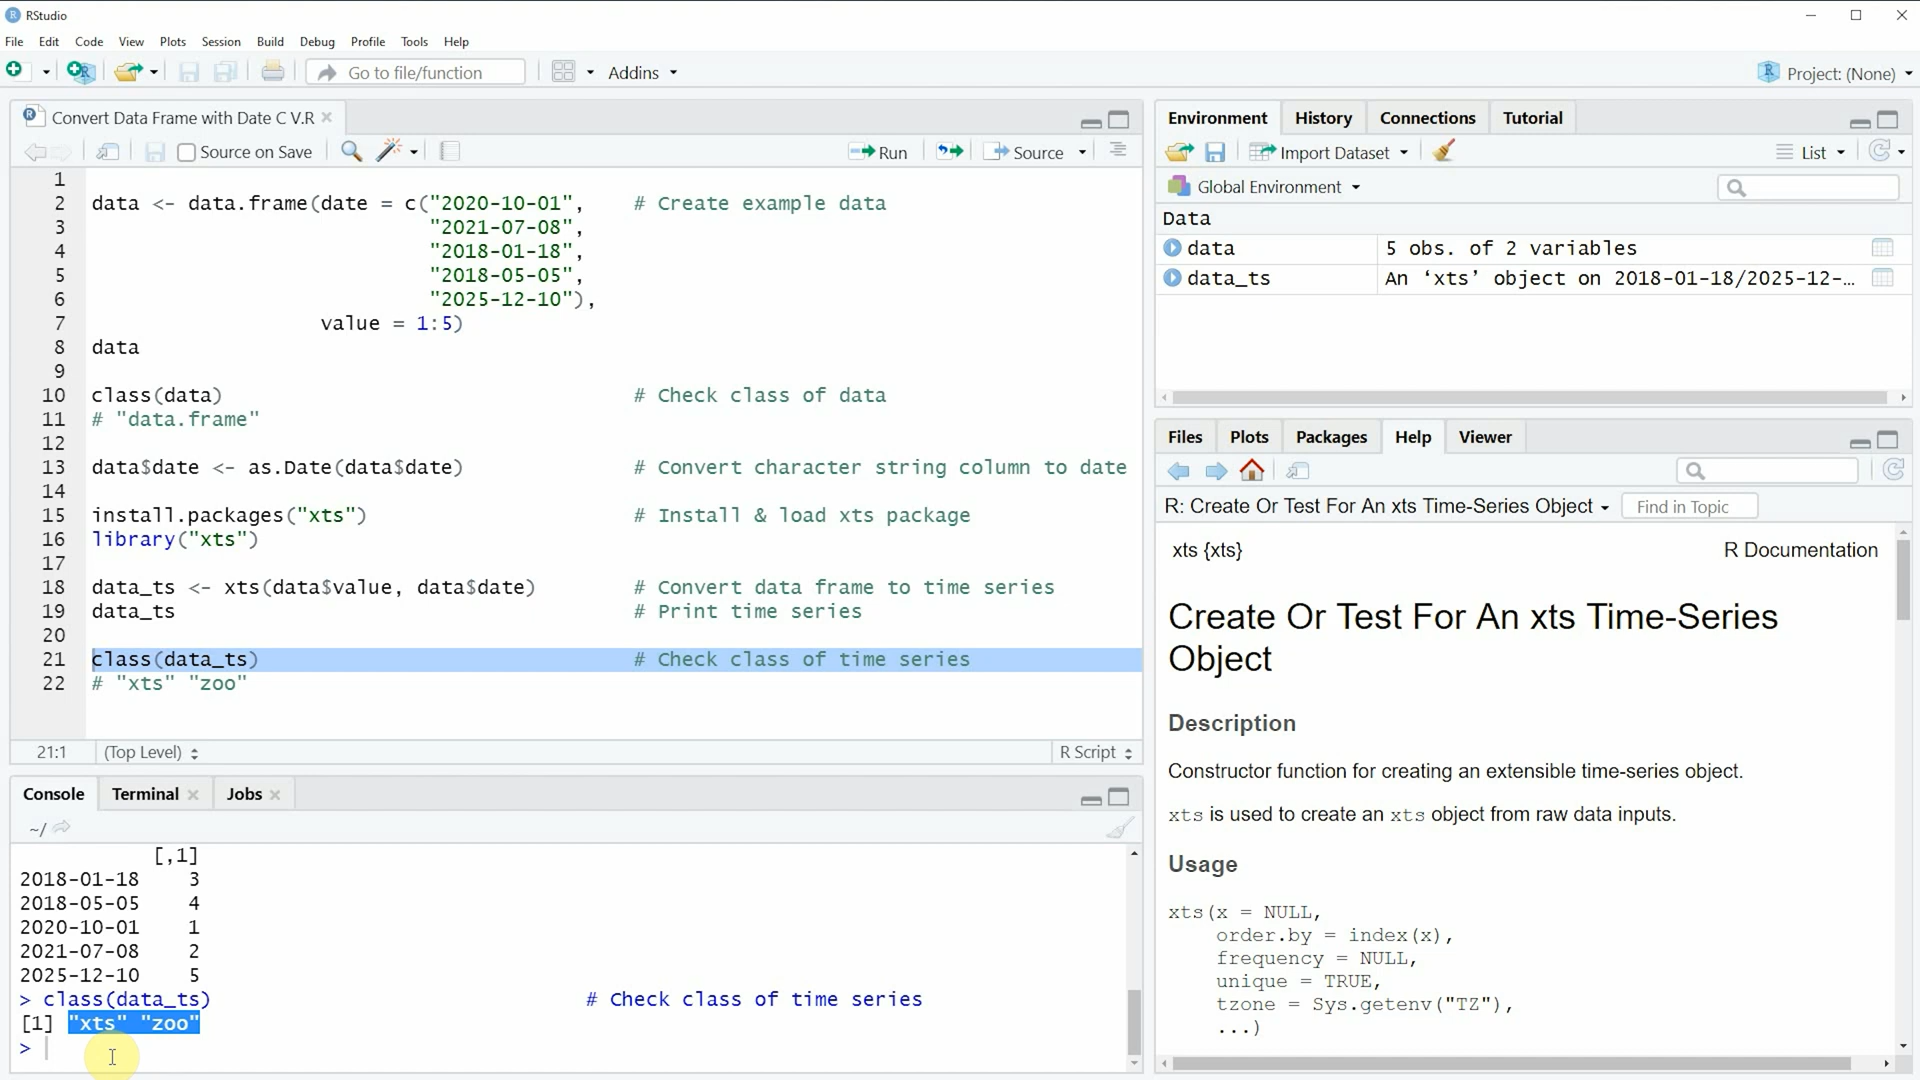 RStudio
File Edit Code View Plots Session Build Debug Profile Tools Help
Go to file/function Addins Project: (None)
Convert Data Frame with Date C V.R
Source on Save Run Source
1
2 data <- data.frame(date = c("2020-10-01", # Create example data
3 "2021-07-08",
4 "2018-01-18",
5 "2018-05-05",
6 "2025-12-10"),
7 value = 1:5)
8 data
9
10 class(data) # Check class of data
11 # "data.frame"
12
13 data$date <- as.Date(data$date) # Convert character string column to date
14
15 install.packages("xts") # Install & load xts package
16 library("xts")
17
18 data_ts <- xts(data$value, data$date) # Convert data frame to time series
19 data_ts # Print time series
20
21 class(data_ts) # Check class of time series
22 # "xts" "zoo"
21:1 (Top Level) R Script
Console Terminal Jobs
~/
[,1]
2018-01-18 3
2018-05-05 4
2020-10-01 1
2021-07-08 2
2025-12-10 5
> class(data_ts) # Check class of time series
[1] "xts" "zoo"
>
Environment History Connections Tutorial
Import Dataset List
Global Environment
Data
data 5 obs. of 2 variables
data_ts An ‘xts’ object on 2018-01-18/2025-12-…
Files Plots Packages Help Viewer
R: Create Or Test For An xts Time-Series Object Find in Topic
xts {xts} R Documentation
Create Or Test For An xts Time-Series
Object
Description
Constructor function for creating an extensible time-series object.
xts is used to create an xts object from raw data inputs.
Usage
xts(x = NULL,
order.by = index(x),
frequency = NULL,
unique = TRUE,
tzone = Sys.getenv("TZ"),
...)